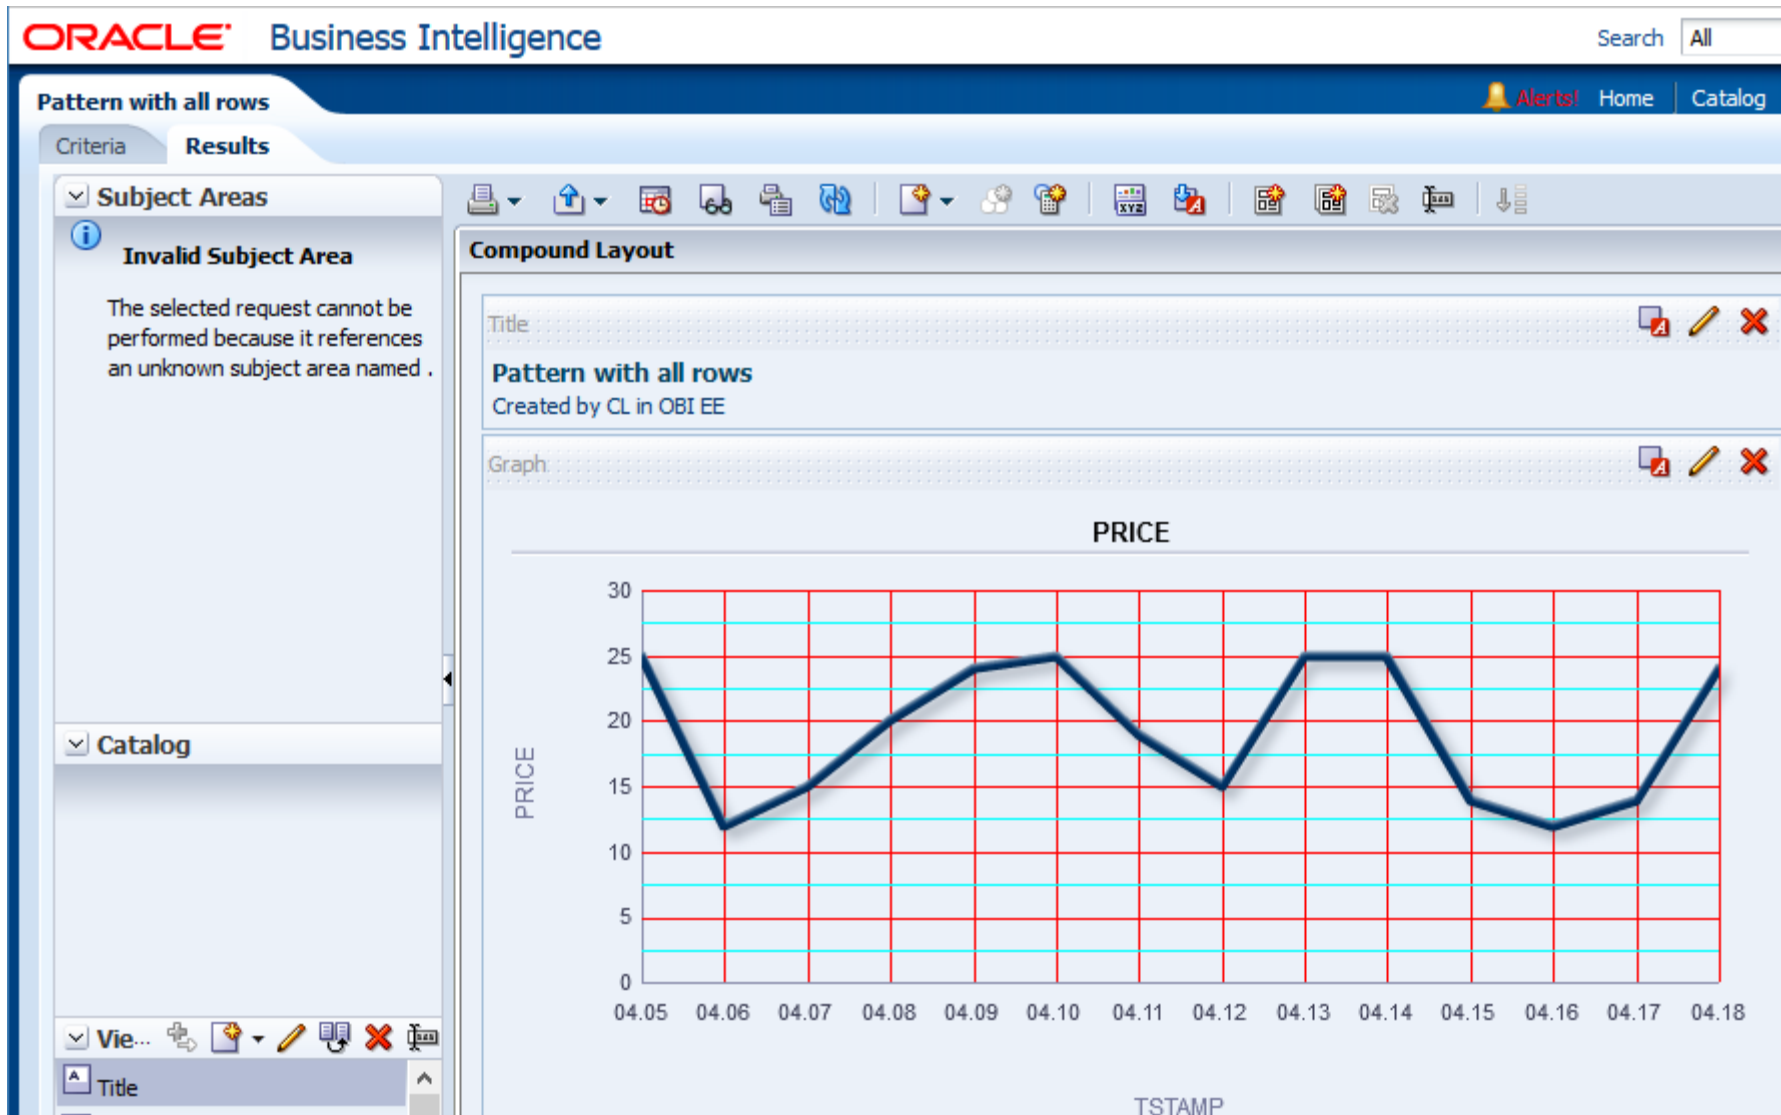 ORACLE Business Intelligence
Search All
Pattern with all rows
Alerts! Home Catalog
Criteria Results
Subject Areas
Invalid Subject Area
The selected request cannot be
performed because it references
an unknown subject area named .
Catalog
Vie...
Title
XYZ
Compound Layout
Title
Pattern with all rows
Created by CL in OBI EE
Graph
PRICE
PRICE
30
25
20
15
10
5
0
04.05 04.06 04.07 04.08 04.09 04.10 04.11 04.12 04.13 04.14 04.15 04.16 04.17 04.18
TSTAMP